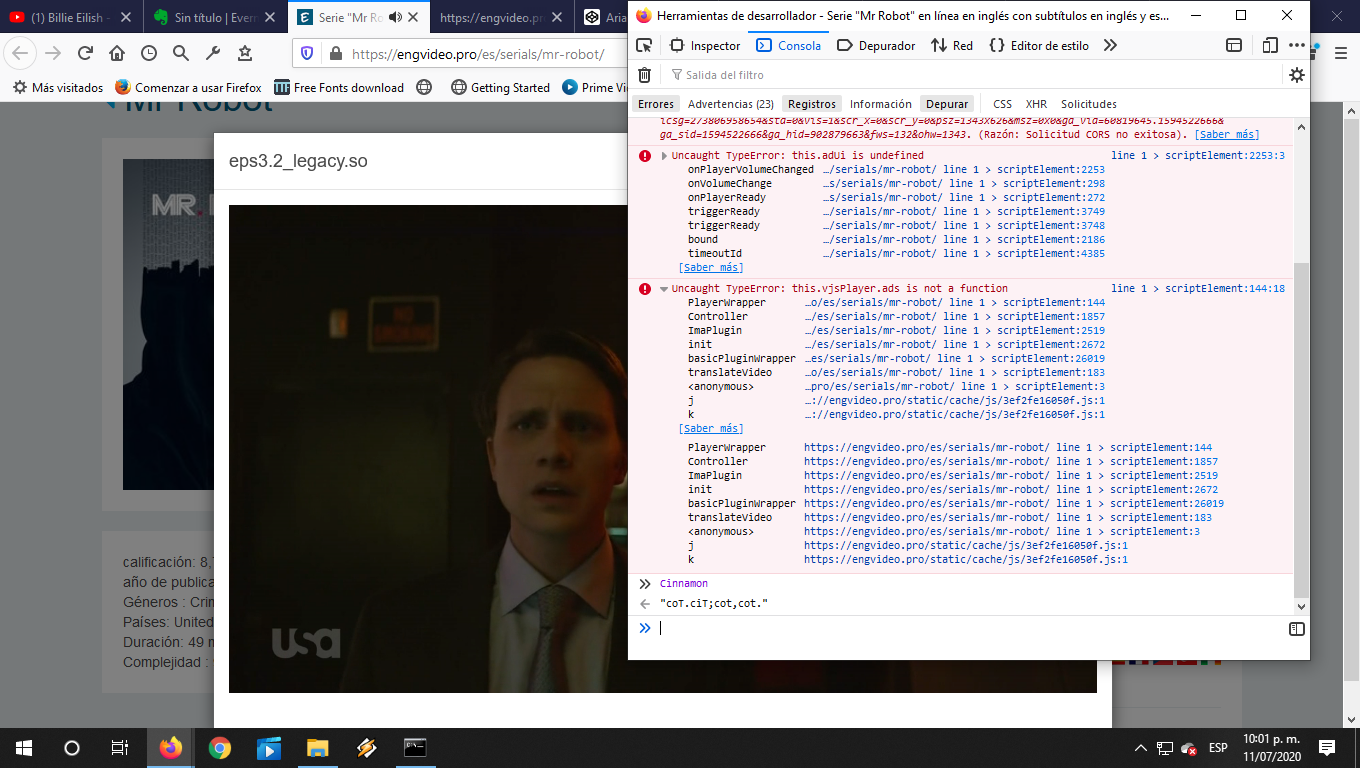 (1) Billie Eilish -
Sin título | Evern
Serie "Mr Ro
https://engvideo.pr
Aria
Herramientas de desarrollador - Serie "Mr Robot" en línea en inglés con subtítulos en inglés y es...
https://engvideo.pro/es/serials/mr-robot/
Inspector
Consola
Depurador
Red
Editor de estilo
Más visitados
Comenzar a usar Firefox
Free Fonts download
Getting Started
Prime Vi
Salida del filtro
Errores
Advertencias (23)
Registros
Información
Depurar
CSS
XHR
Solicitudes
Mr Robot
icsg=273806958654&std=0&vis=1&scr_x=0&scr_y=0&psz=1343x626&msz=0x0&ga_vid=60819645.1594522666&
ga_sid=1594522666&ga_hid=902879663&fws=132&ohw=1343. (Razón: Solicitud CORS no exitosa). [Saber más]
Uncaught TypeError: this.adUi is undefined line 1 > scriptElement:2253:3
onPlayerVolumeChanged …/serials/mr-robot/ line 1 > scriptElement:2253
onVolumeChange …s/serials/mr-robot/ line 1 > scriptElement:298
onPlayerReady …s/serials/mr-robot/ line 1 > scriptElement:272
triggerReady …/serials/mr-robot/ line 1 > scriptElement:3749
triggerReady …/serials/mr-robot/ line 1 > scriptElement:3748
bound …/serials/mr-robot/ line 1 > scriptElement:2186
timeoutId …/serials/mr-robot/ line 1 > scriptElement:4385
[Saber más]
Uncaught TypeError: this.vjsPlayer.ads is not a function line 1 > scriptElement:144:18
PlayerWrapper …o/es/serials/mr-robot/ line 1 > scriptElement:144
Controller …/es/serials/mr-robot/ line 1 > scriptElement:1857
ImaPlugin …/es/serials/mr-robot/ line 1 > scriptElement:2519
init …/es/serials/mr-robot/ line 1 > scriptElement:2672
basicPluginWrapper …es/serials/mr-robot/ line 1 > scriptElement:26019
translateVideo …o/es/serials/mr-robot/ line 1 > scriptElement:183
<anonymous> …pro/es/serials/mr-robot/ line 1 > scriptElement:3
j …://engvideo.pro/static/cache/js/3ef2fe16050f.js:1
k …://engvideo.pro/static/cache/js/3ef2fe16050f.js:1
[Saber más]
PlayerWrapper https://engvideo.pro/es/serials/mr-robot/ line 1 > scriptElement:144
Controller https://engvideo.pro/es/serials/mr-robot/ line 1 > scriptElement:1857
ImaPlugin https://engvideo.pro/es/serials/mr-robot/ line 1 > scriptElement:2519
init https://engvideo.pro/es/serials/mr-robot/ line 1 > scriptElement:2672
basicPluginWrapper https://engvideo.pro/es/serials/mr-robot/ line 1 > scriptElement:26019
translateVideo https://engvideo.pro/es/serials/mr-robot/ line 1 > scriptElement:183
<anonymous> https://engvideo.pro/es/serials/mr-robot/ line 1 > scriptElement:3
j https://engvideo.pro/static/cache/js/3ef2fe16050f.js:1
k https://engvideo.pro/static/cache/js/3ef2fe16050f.js:1
Cinnamon
"coT.ciT;cot,cot."
eps3.2_legacy.so
MR.
NO
SMOKING
usa
calificación: 8,
año de publica
Géneros : Crim
Países: United
Duración: 49 m
Complejidad :
ESP
10:01 p. m.
11/07/2020